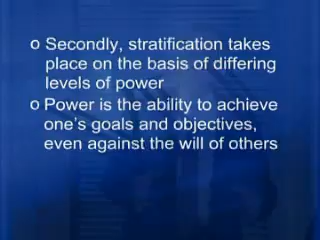 o Secondly, stratification takes
place on the basis of differing
levels of power
o Power is the ability to achieve
one's goals and objectives,
even against the will of others